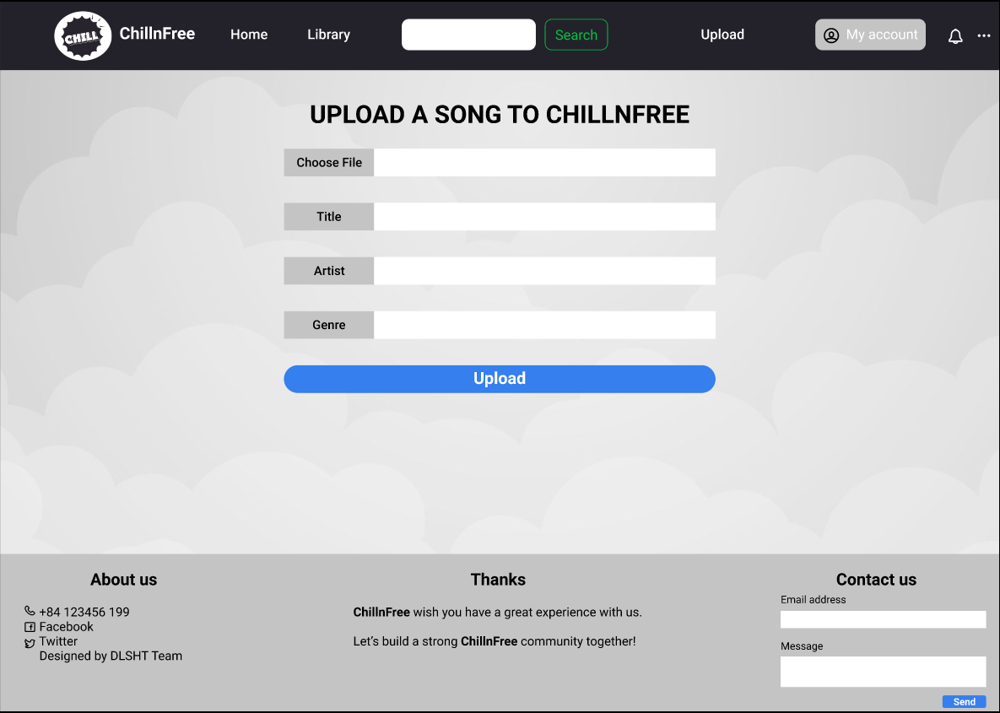 CHILL
ChillnFree
Home
Library
Search
Upload
My account
UPLOAD A SONG TO CHILLNFREE
Choose File
Title
Artist
Genre
Upload
About us
+84 123456 199
Facebook
Twitter
Designed by DLSHT Team
Thanks
ChillnFree wish you have a great experience with us.
Let's build a strong ChillnFree community together!
Contact us
Email address
Message
Send